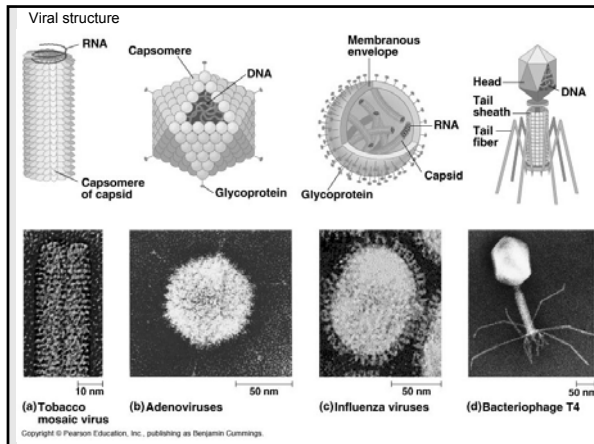 Viral structure
RNA
Capsomere
of capsid
Capsomere
DNA
Glycoprotein
Membranous
envelope
RNA
Capsid
Glycoprotein
Head
DNA
Tail
sheath
Tail
fiber
10 nm
50 nm
50 nm
50 nm
(a) Tobacco
mosaic virus
(b) Adenoviruses
(c) Influenza viruses
(d) Bacteriophage T4
Copyright © Pearson Education, Inc., publishing as Benjamin Cummings.